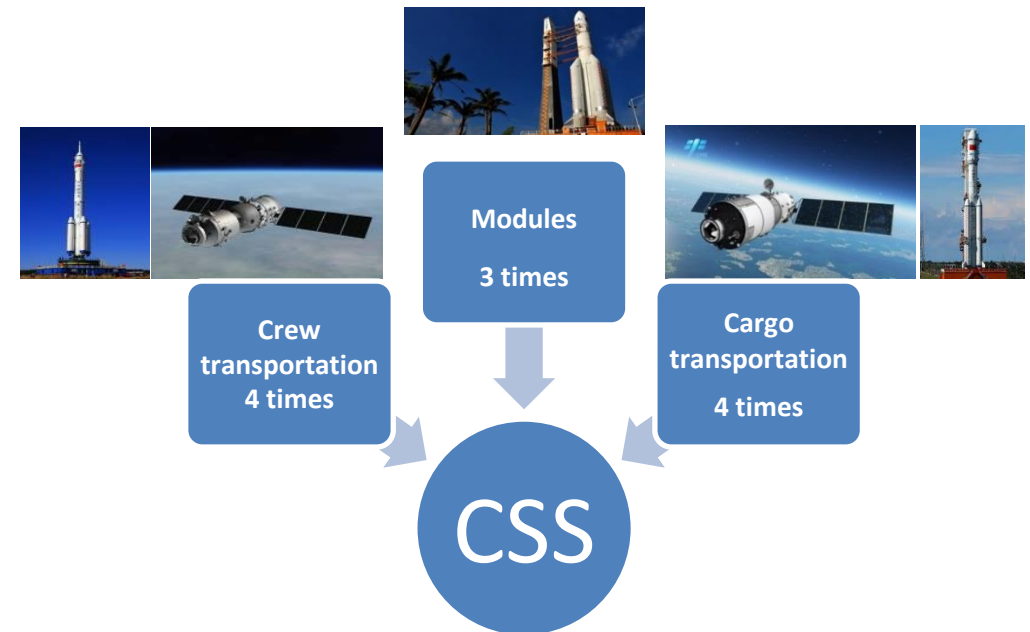 Modules
3 times
Crew
transportation
4 times
Cargo
transportation
4 times
CSS